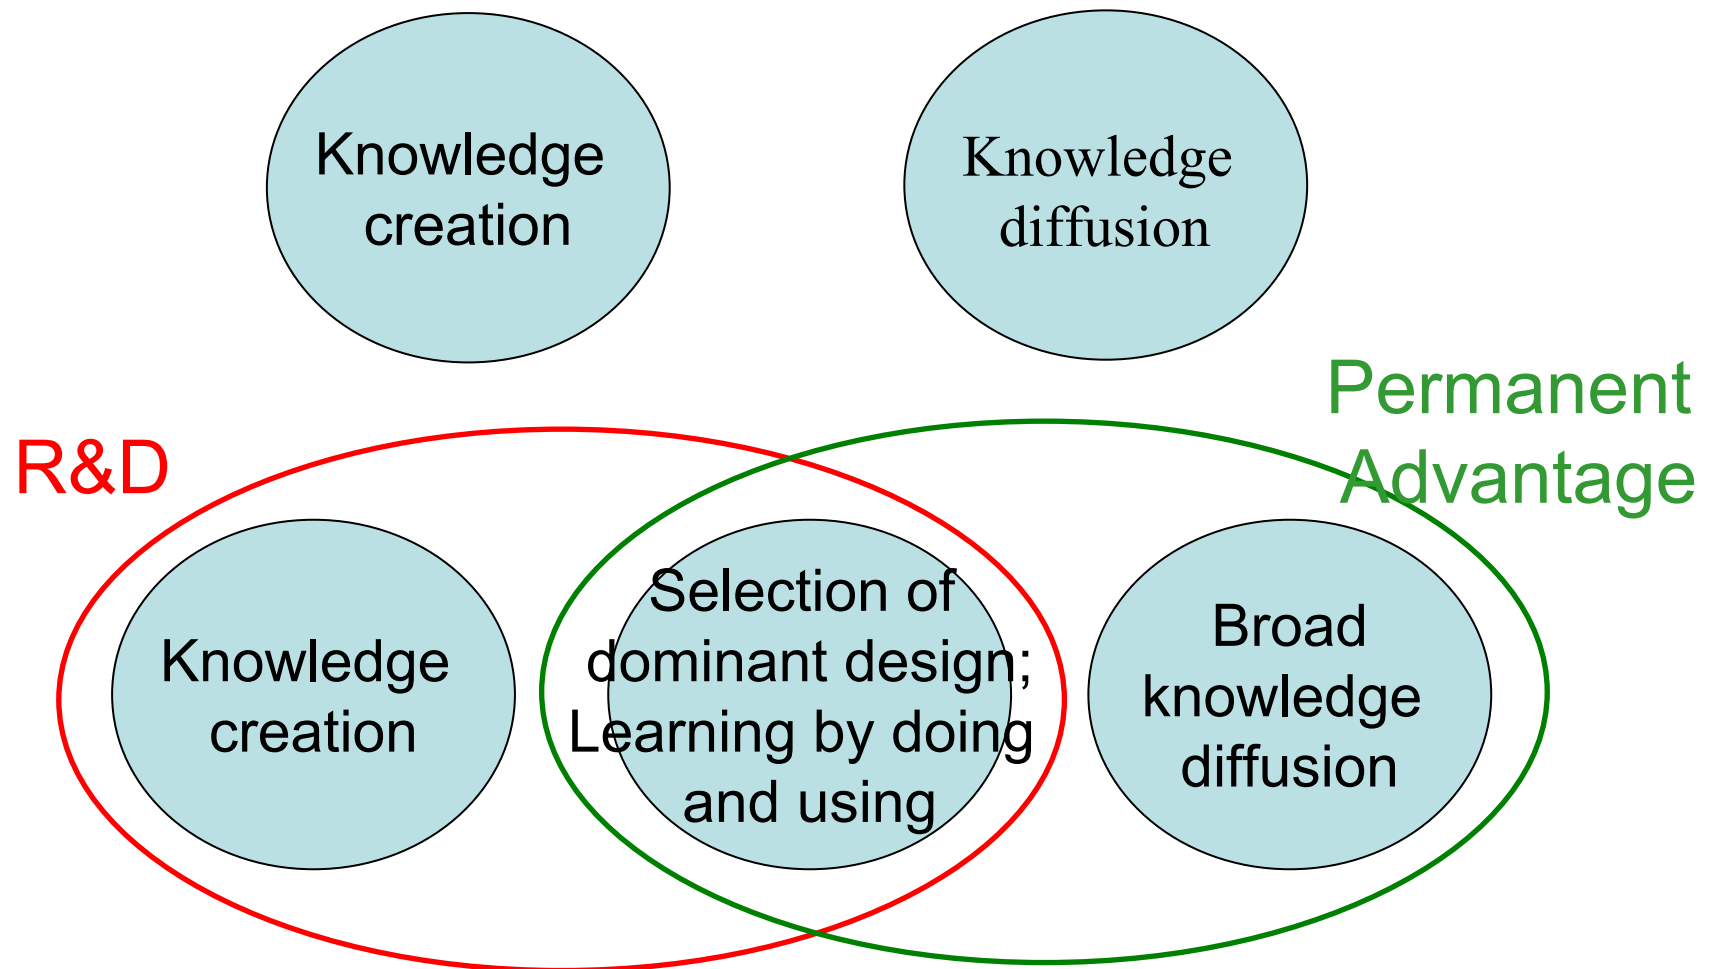 Knowledge
creation
Knowledge
diffusion
R&D
Permanent
Advantage
Knowledge
creation
Selection of
dominant design;
Learning by doing
and using
Broad
knowledge
diffusion